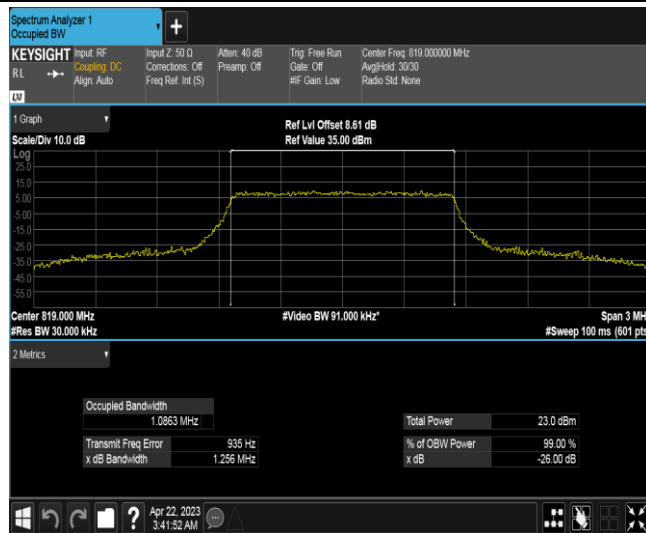 Spectrum Analyzer 1
Occupied BW
+
KEYSIGHT
RL
Input: RF
Coupling: DC
Align: Auto
Input Z: 50 Ω
Corrections: Off
Freq Ref: Int (S)
Atten: 40 dB
Preamp: Off
Trig: Free Run
Gate: Off
#IF Gain: Low
Center Freq: 819.000000 MHz
Avg|Hold: 30/30
Radio Std: None
1 Graph
Scale/Div 10.0 dB
Ref Lvl Offset 8.61 dB
Ref Value 35.00 dBm
Log
25.0
15.0
5.00
-5.00
-15.0
-25.0
-35.0
-45.0
-55.0
Center 819.000 MHz
#Video BW 91.000 kHz*
Span 3 MH
#Res BW 30.000 kHz
#Sweep 100 ms (601 pts
2 Metrics
Occupied Bandwidth
1.0863 MHz
Total Power 23.0 dBm
Transmit Freq Error 935 Hz
% of OBW Power 99.00 %
x dB Bandwidth 1.256 MHz
x dB -26.00 dB
?
Apr 22, 2023
3:41:52 AM